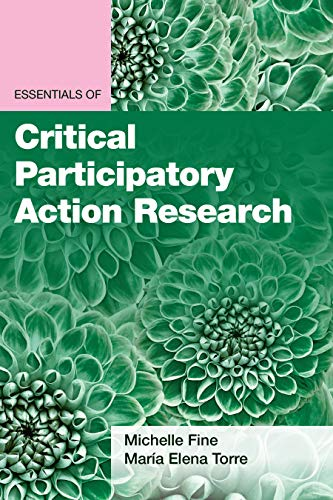 ESSENTIALS OF
Critical
Participatory
Action Research
Michelle Fine
María Elena Torre